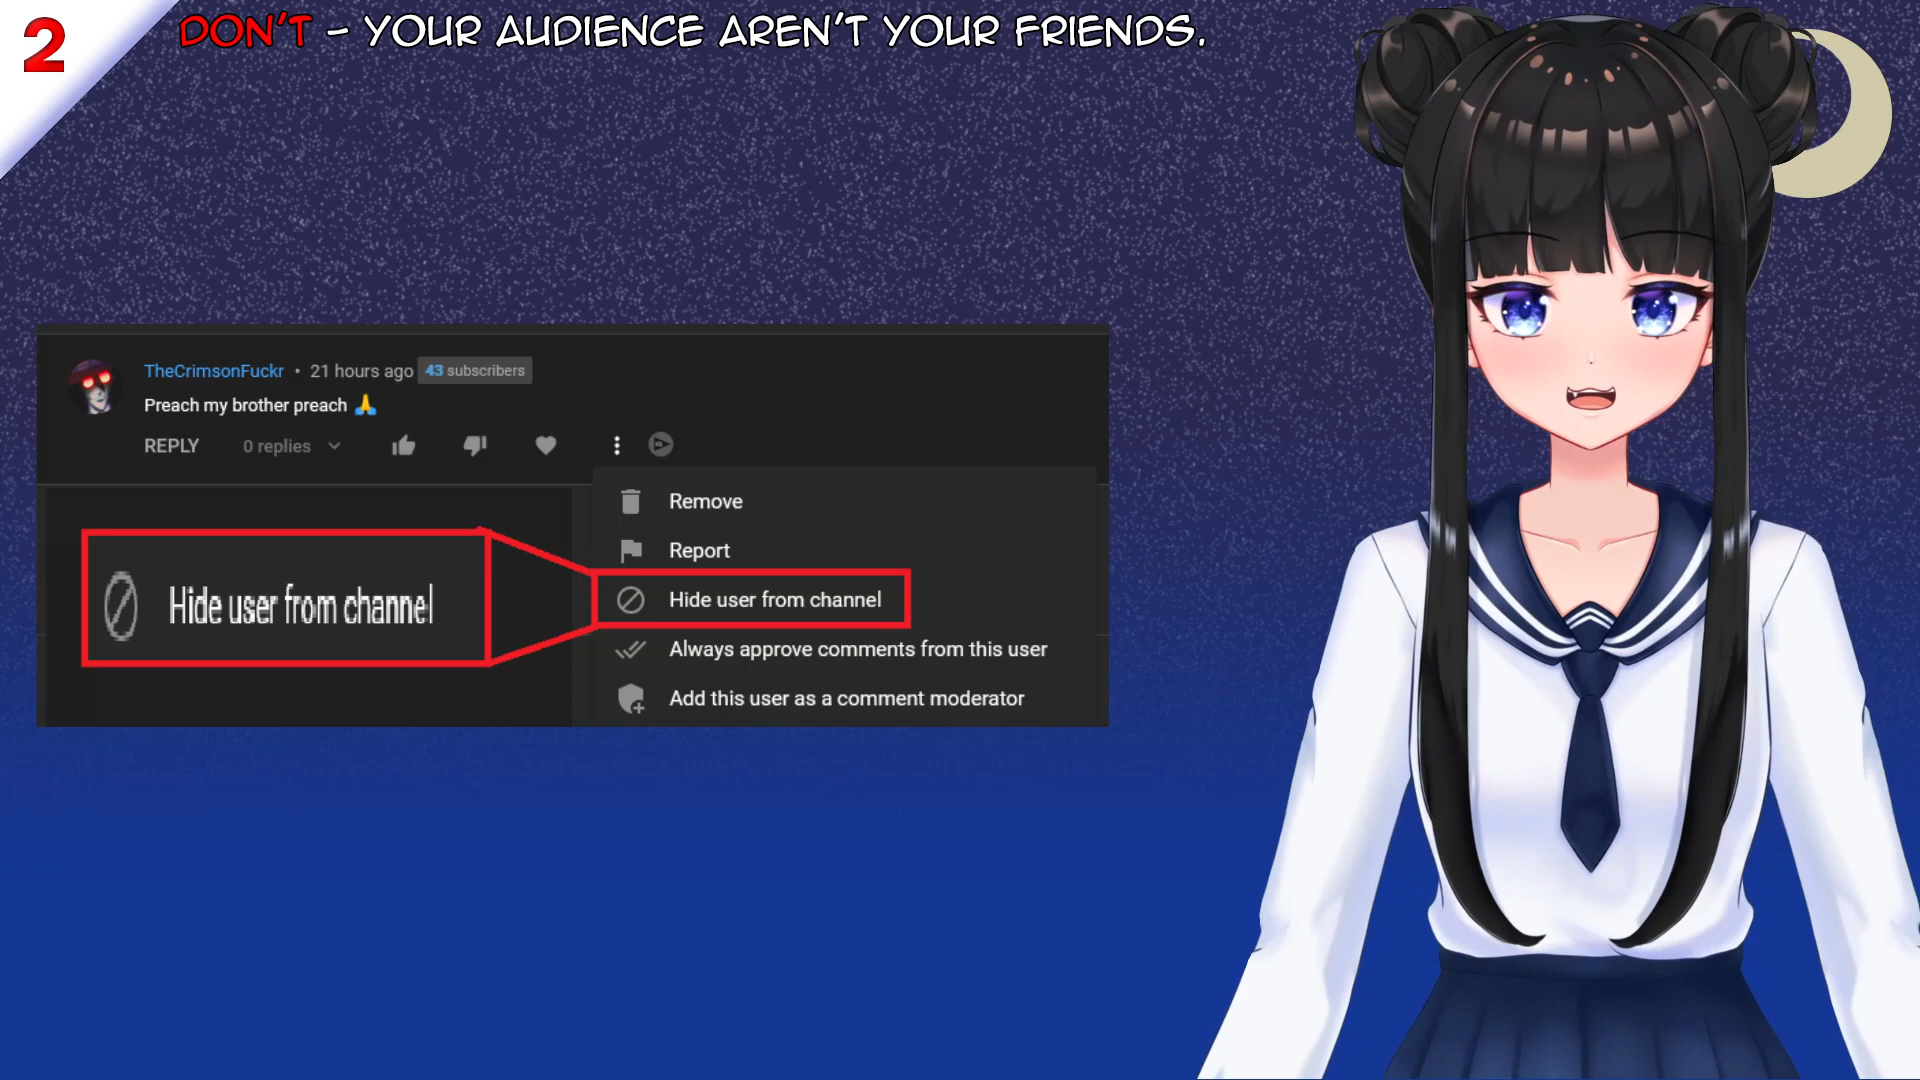 2
DON'T - YOUR AUDIENCE AREN'T YOUR FRIENDS.
TheCrimsonFuckr • 21 hours ago 43 subscribers
Preach my brother preach 🙏
REPLY 0 replies
Remove
Report
Hide user from channel
Hide user from channel
Always approve comments from this user
Add this user as a comment moderator